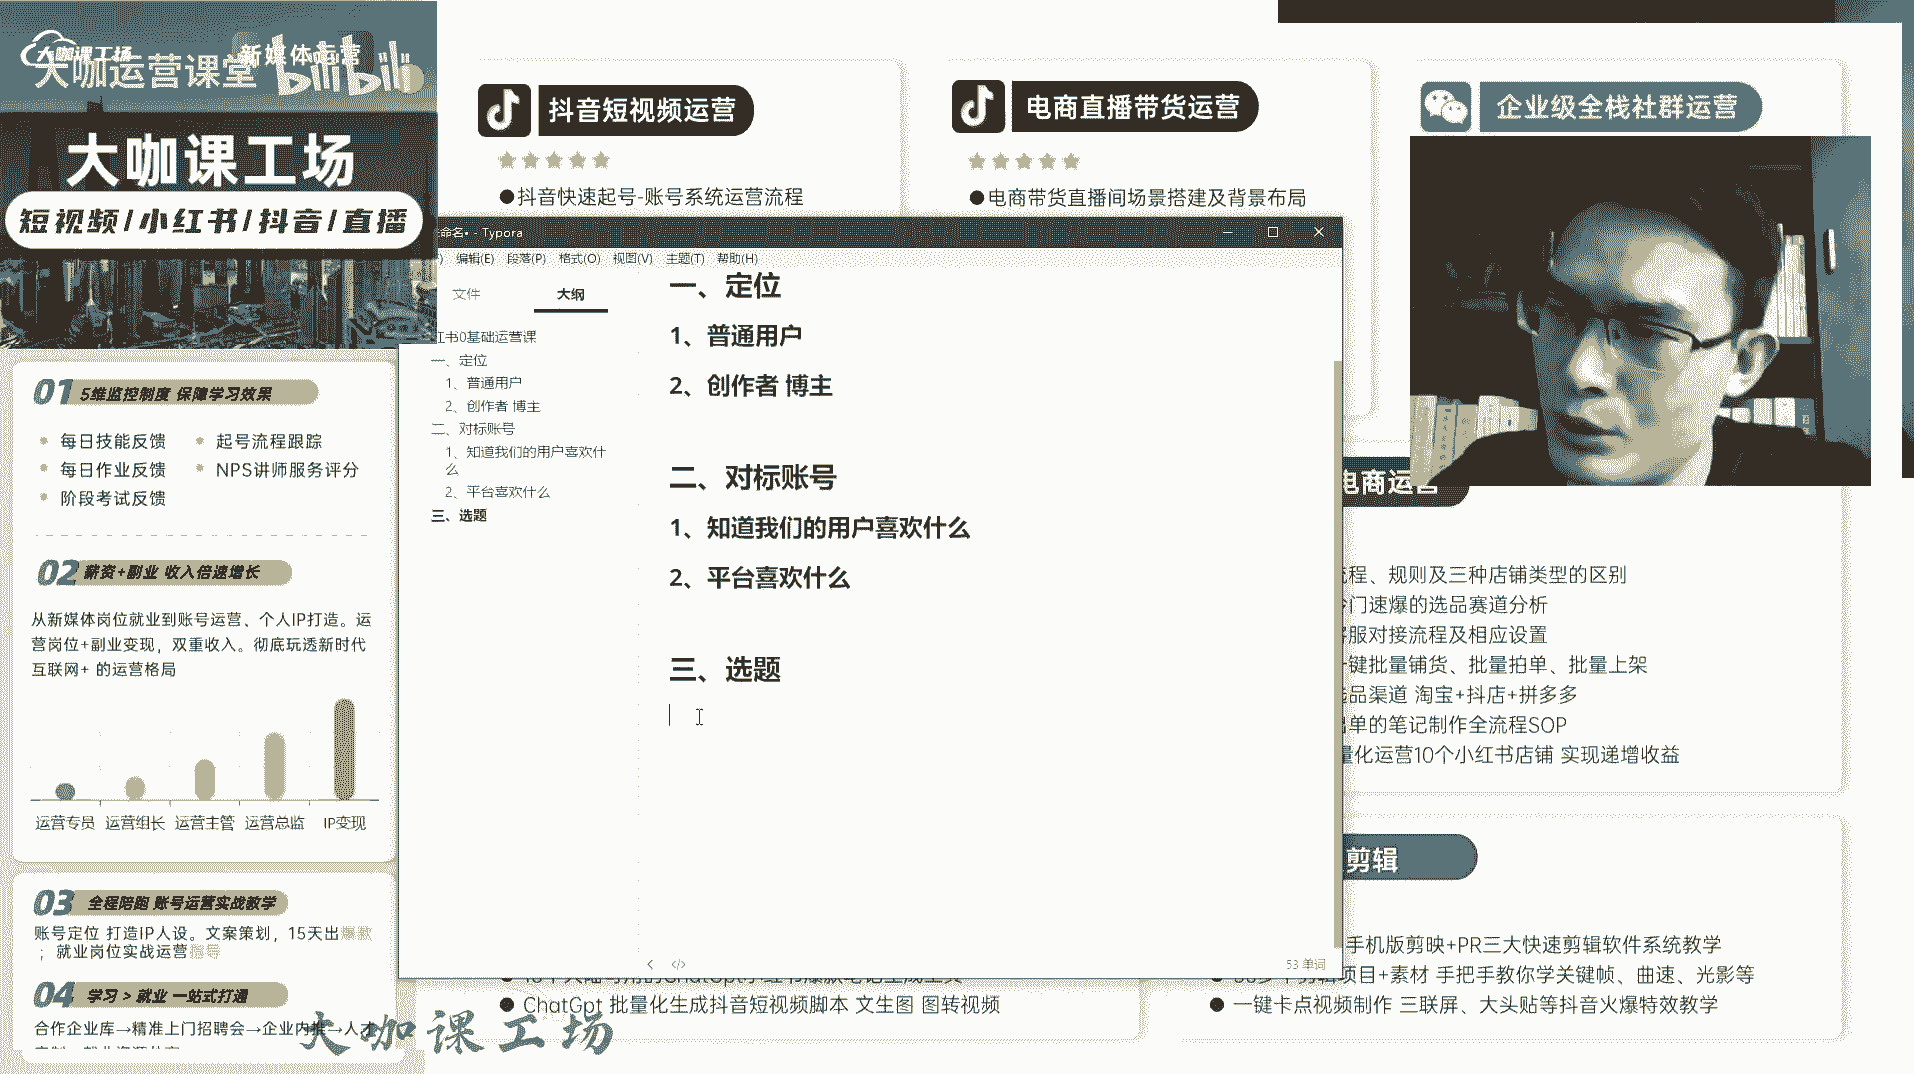 大咖课工场
新媒体运营
大咖运营课堂
bilibili
大咖课工场
短视频/小红书/抖音/直播
01 5维监控制度 保障学习效果
每日技能反馈
起号流程跟踪
每日作业反馈
NPS讲师服务评分
阶段考试反馈
02 薪资+副业 收入倍速增长
从新媒体岗位就业到账号运营、个人IP打造。运
营岗位+副业变现，双重收入。彻底玩透新时代
互联网+ 的运营格局
运营专员
运营组长
运营主管
运营总监
IP变现
03 全程陪跑 账号运营实战教学
账号定位 打造IP人设。文案策划，15天出爆款
；就业岗位实战运营指导
04 学习 > 就业 一站式打通
合作企业库→精准上门招聘会→企业内推→人才
抖音短视频运营
●抖音快速起号-账号系统运营流程
电商直播带货运营
●电商带货直播间场景搭建及背景布局
企业级全栈社群运营
命名• - Typora
编辑(E) 段落(P) 格式(O) 视图(V) 主题(T) 帮助(H)
文件
大纲
红书0基础运营课
一、定位
1、普通用户
2、创作者 博主
二、对标账号
1、知道我们的用户喜欢什
么
2、平台喜欢什么
三、选题
一、定位
1、普通用户
2、创作者 博主
二、对标账号
1、知道我们的用户喜欢什么
2、平台喜欢什么
三、选题
53 单词
电商运营
流程、规则及三种店铺类型的区别
冷门速爆的选品赛道分析
客服对接流程及相应设置
一键批量铺货、批量拍单、批量上架
选品渠道 淘宝+抖店+拼多多
出单的笔记制作全流程SOP
量化运营10个小红书店铺 实现递增收益
剪辑
手机版剪映+PR三大快速剪辑软件系统教学
项目+素材 手把手教你学关键帧、曲速、光影等
● 一键卡点视频制作 三联屏、大头贴等抖音火爆特效教学
● ChatGpt 批量化生成抖音短视频脚本 文生图 图转视频
大咖课工场